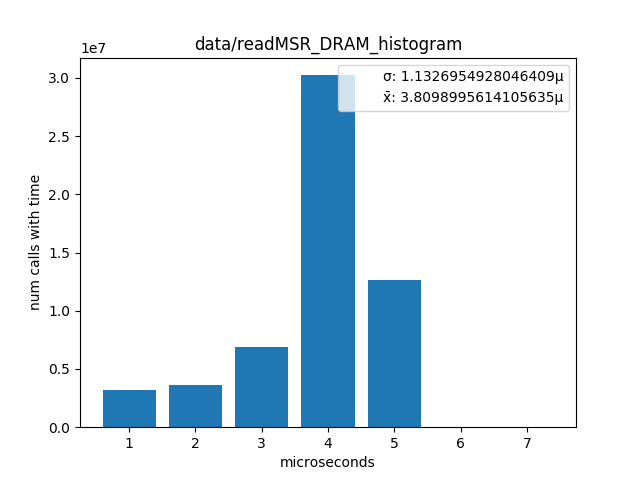 data/readMSR_DRAM_histogram
1e7
σ: 1.1326954928046409μ
x̄: 3.8098995614105635μ
num calls with time
3.0
2.5
2.0
1.5
1.0
0.5
0.0
1 2 3 4 5 6 7
microseconds